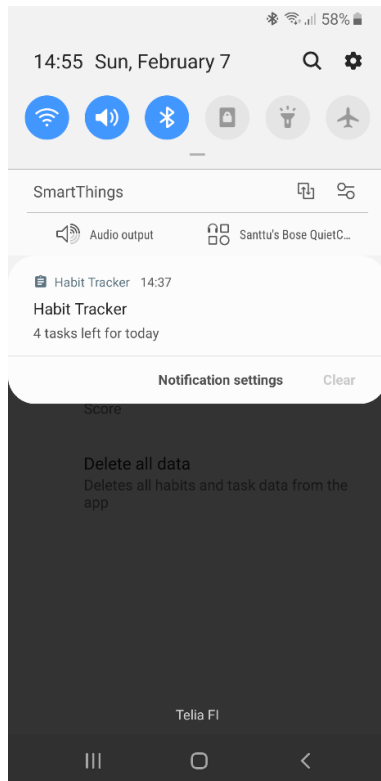 58%
14:55 Sun, February 7
SmartThings
Audio output
Santtu's Bose QuietC...
Habit Tracker 14:37
Habit Tracker
4 tasks left for today
Notification settings
Clear
Score
Delete all data
Deletes all habits and task data from the
app
Telia FI